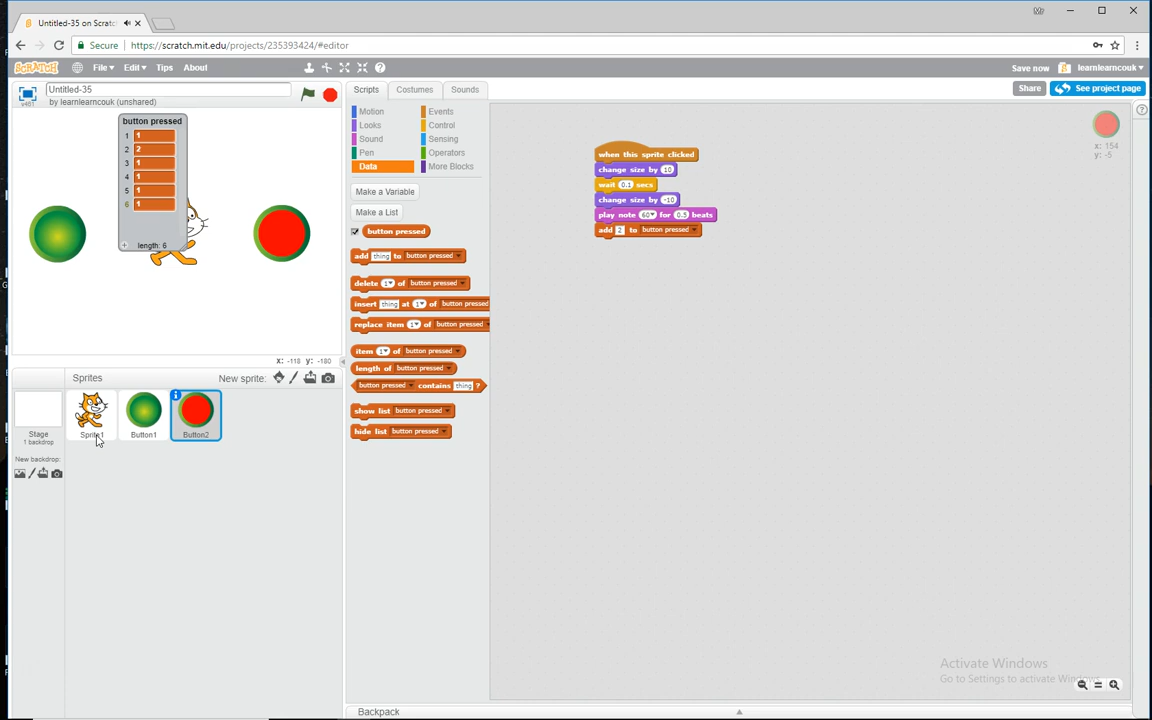 Untitled-35 on Scratc
Mr
Secure https://scratch.mit.edu/projects/235393424/#editor
SCRATCH File Edit Tips About Save now learnlearncouk
v461 Untitled-35
by learnlearncouk (unshared)
Share See project page
Scripts Costumes Sounds
Motion Events
Looks Control
Sound Sensing
Pen Operators
Data More Blocks
Make a Variable
Make a List
button pressed
add thing to button pressed
delete 1 of button pressed
insert thing at 1 of button pressed
replace item 1 of button pressed
item 1 of button pressed
length of button pressed
button pressed contains thing ?
show list button pressed
hide list button pressed
button pressed
1 1
2 2
3 1
4 1
5 1
6 1
+ length: 6
x: -118 y: -180
when this sprite clicked
change size by 10
wait 0.1 secs
change size by -10
play note 60 for 0.5 beats
add 2 to button pressed
x: 154
y: -5
Sprites New sprite:
Stage
1 backdrop
Sprite1 Button1 Button2
New backdrop:
Activate Windows
Go to Settings to activate Windows.
Backpack